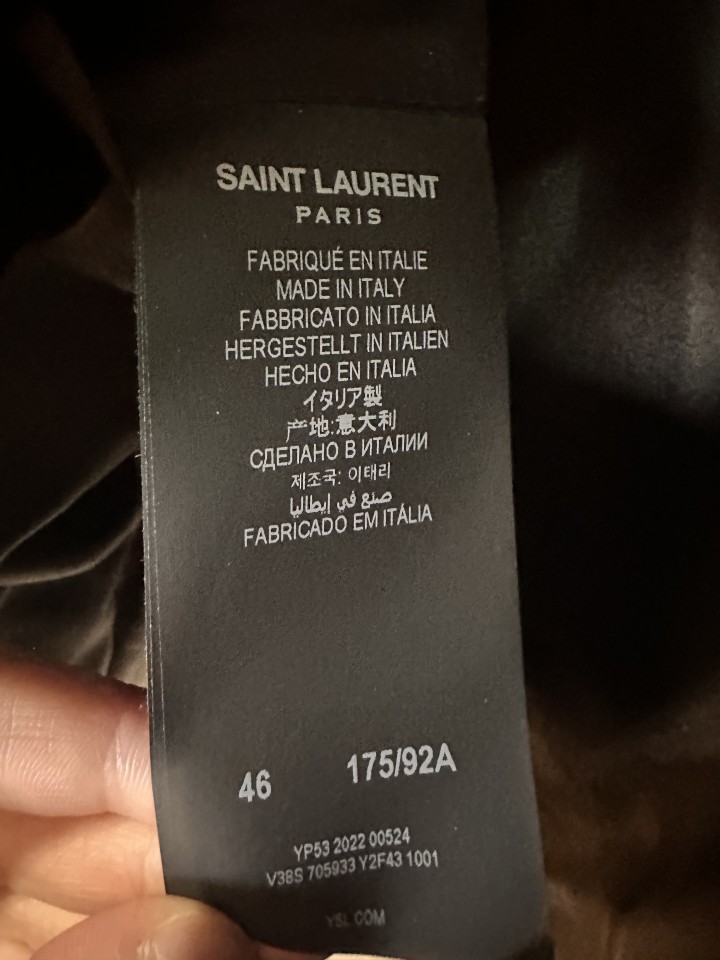 SAINT LAURENT
PARIS
FABRIQUÉ EN ITALIE
MADE IN ITALY
FABBRICATO IN ITALIA
HERGESTELLT IN ITALIEN
HECHO EN ITALIA
イタリア製
产地:意大利
СДЕЛАНО В ИТАЛИИ
제조국: 이태리
صنع في إيطاليا
FABRICADO EM ITÁLIA
46 175/92A
YP53 2022 00524
V38S 705933 Y2F43 1001
YSL.COM